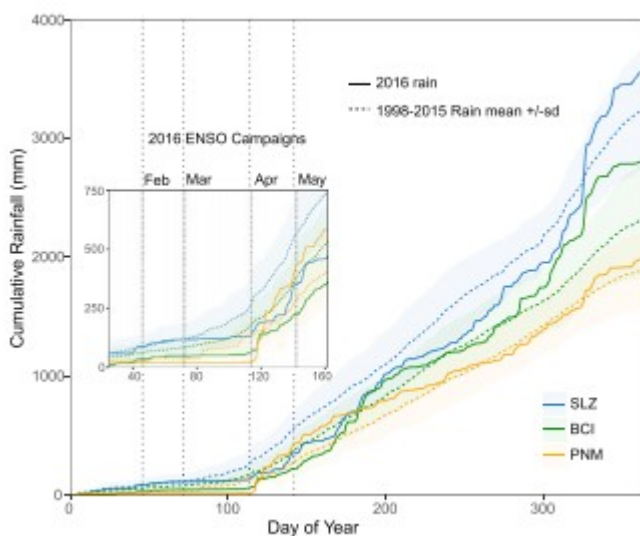 4000
3000
2000
1000
0
Cumulative Rainfall (mm)
2016 rain
1998-2015 Rain mean +/-sd
2016 ENSO Campaigns
Feb Mar Apr May
750
500
250
0
40 80 120 160
SLZ
BCI
PNM
0 100 200 300
Day of Year